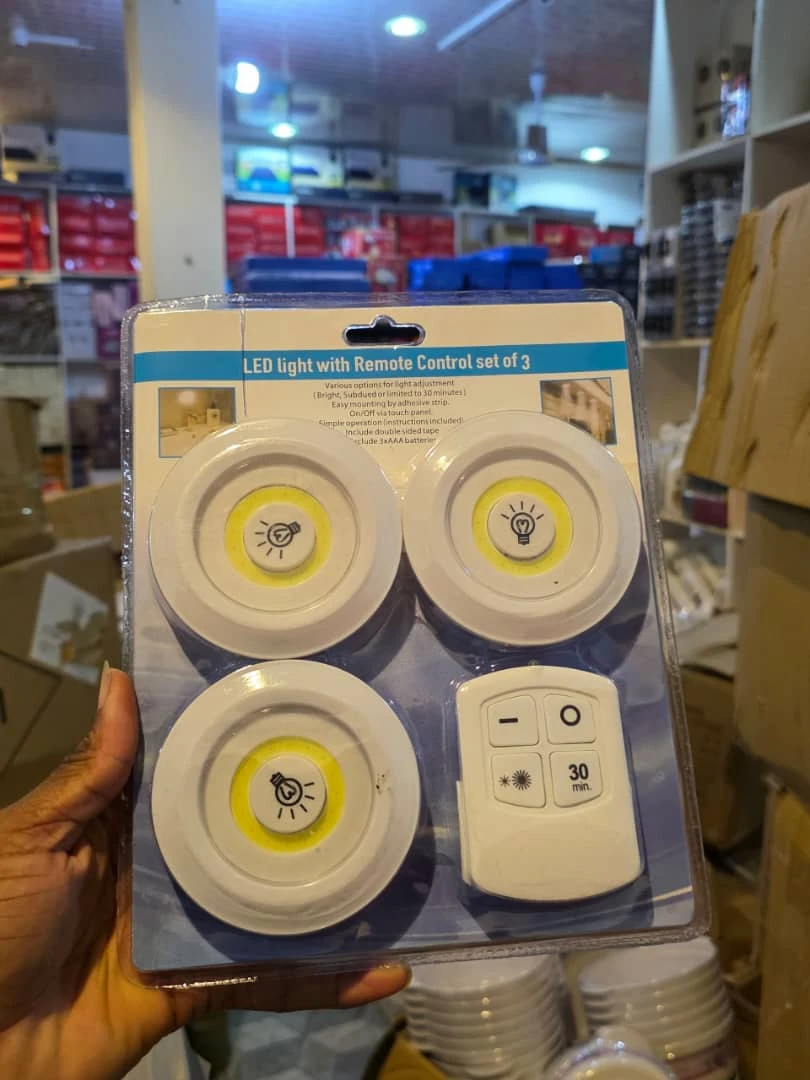 LED light with Remote Control set of 3
Various options for light adjustment
(Bright, Subdued or limited to 30 minutes)
Easy mounting by adhesive strip.
On/Off via touch panel.
Simple operation (instructions included)
Include double sided tape
Include 3xAAA batteries
30
min.